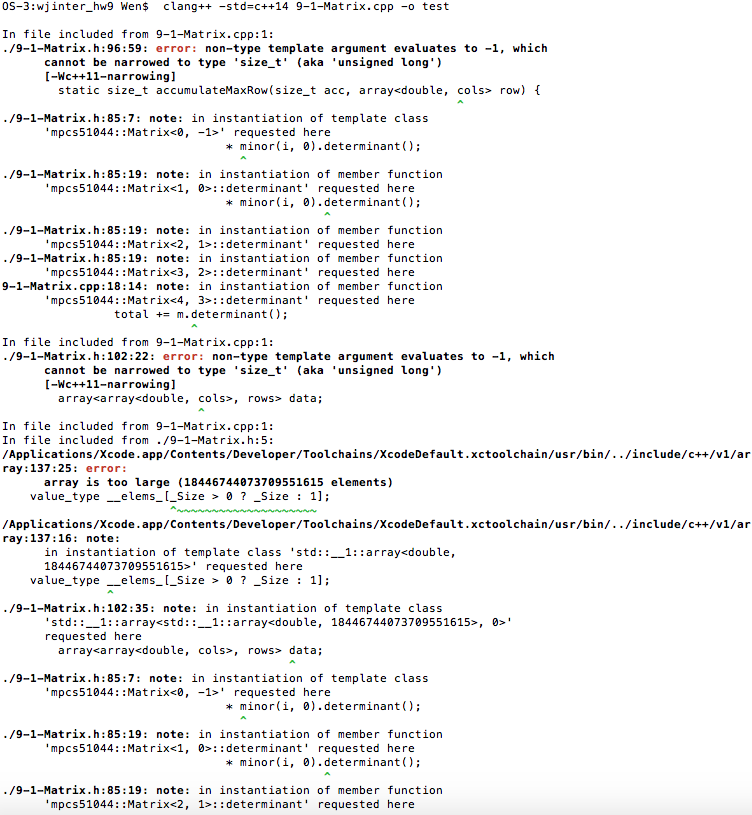 OS-3:wjinter_hw9 Wen$  clang++ -std=c++14 9-1-Matrix.cpp -o test
In file included from 9-1-Matrix.cpp:1:
./9-1-Matrix.h:96:59: error: non-type template argument evaluates to -1, which
cannot be narrowed to type 'size_t' (aka 'unsigned long')
[-Wc++11-narrowing]
static size_t accumulateMaxRow(size_t acc, array<double, cols> row) {
^
./9-1-Matrix.h:85:7: note: in instantiation of template class
'mpcs51044::Matrix<0, -1>' requested here
* minor(i, 0).determinant();
^
./9-1-Matrix.h:85:19: note: in instantiation of member function
'mpcs51044::Matrix<1, 0>::determinant' requested here
* minor(i, 0).determinant();
^
./9-1-Matrix.h:85:19: note: in instantiation of member function
'mpcs51044::Matrix<2, 1>::determinant' requested here
./9-1-Matrix.h:85:19: note: in instantiation of member function
'mpcs51044::Matrix<3, 2>::determinant' requested here
9-1-Matrix.cpp:18:14: note: in instantiation of member function
'mpcs51044::Matrix<4, 3>::determinant' requested here
total += m.determinant();
^
In file included from 9-1-Matrix.cpp:1:
./9-1-Matrix.h:102:22: error: non-type template argument evaluates to -1, which
cannot be narrowed to type 'size_t' (aka 'unsigned long')
[-Wc++11-narrowing]
array<array<double, cols>, rows> data;
^
In file included from 9-1-Matrix.cpp:1:
In file included from ./9-1-Matrix.h:5:
/Applications/Xcode.app/Contents/Developer/Toolchains/XcodeDefault.xctoolchain/usr/bin/../include/c++/v1/ar
ray:137:25: error:
array is too large (18446744073709551615 elements)
value_type __elems_[_Size > 0 ? _Size : 1];
^~~~~~~~~~~~~~~~~~~~~
/Applications/Xcode.app/Contents/Developer/Toolchains/XcodeDefault.xctoolchain/usr/bin/../include/c++/v1/ar
ray:137:16: note:
in instantiation of template class 'std::__1::array<double,
18446744073709551615>' requested here
value_type __elems_[_Size > 0 ? _Size : 1];
^
./9-1-Matrix.h:102:35: note: in instantiation of template class
'std::__1::array<std::__1::array<double, 18446744073709551615>, 0>'
requested here
array<array<double, cols>, rows> data;
^
./9-1-Matrix.h:85:7: note: in instantiation of template class
'mpcs51044::Matrix<0, -1>' requested here
* minor(i, 0).determinant();
^
./9-1-Matrix.h:85:19: note: in instantiation of member function
'mpcs51044::Matrix<1, 0>::determinant' requested here
* minor(i, 0).determinant();
^
./9-1-Matrix.h:85:19: note: in instantiation of member function
'mpcs51044::Matrix<2, 1>::determinant' requested here